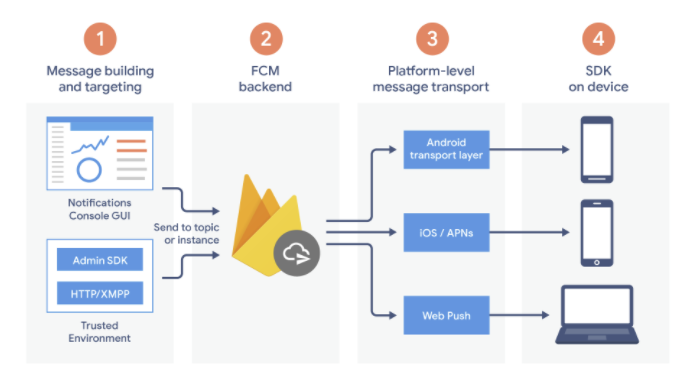 1
Message building
and targeting
2
FCM
backend
3
Platform-level
message transport
4
SDK
on device
Notifications
Console GUI
Send to topic
or instance
Admin SDK
HTTP/XMPP
Trusted
Environment
Android
transport layer
iOS / APNs
Web Push